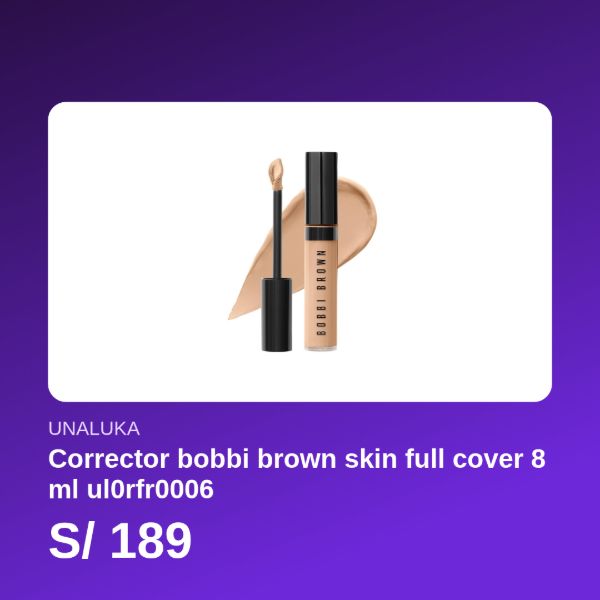 BOBBI BROWN
UNALUKA
Corrector bobbi brown skin full cover 8
ml ul0rfr0006
S/ 189